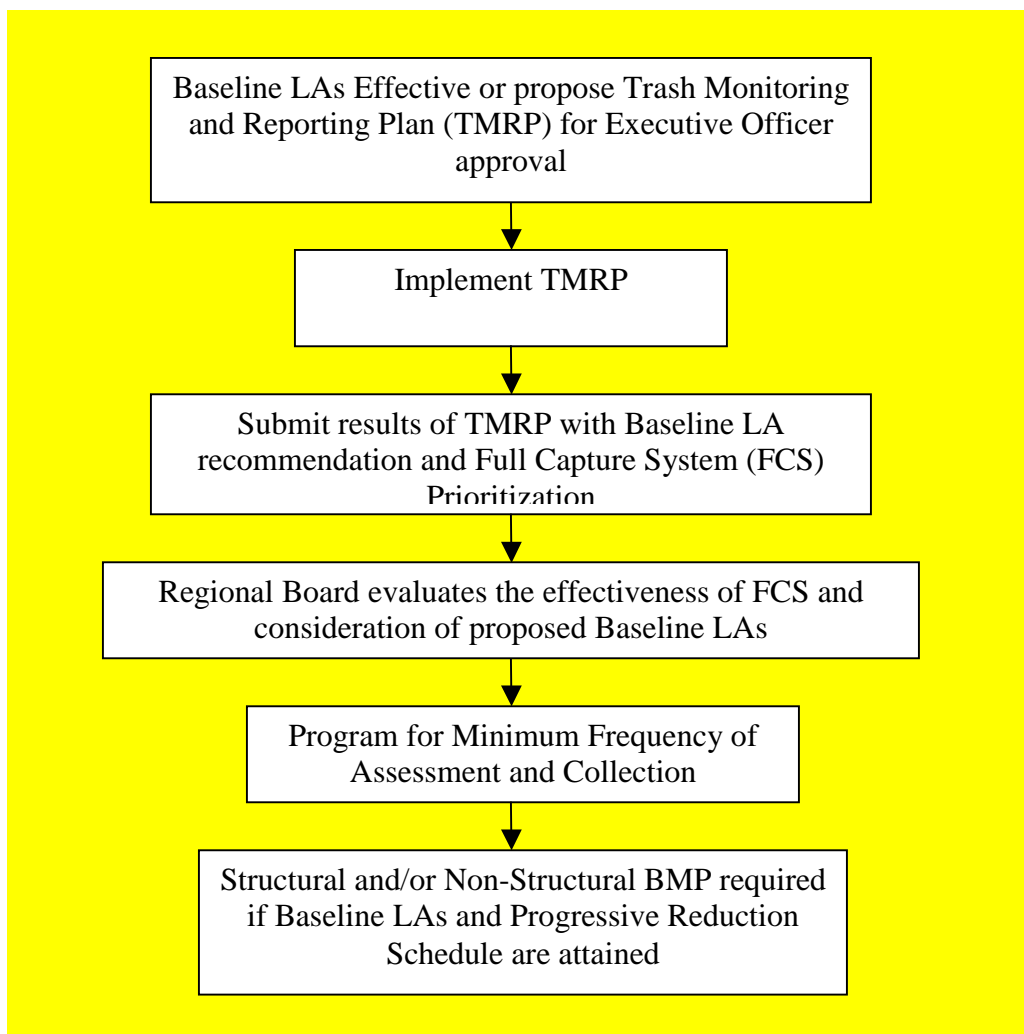 Baseline LAs Effective or propose Trash Monitoring
and Reporting Plan (TMRP) for Executive Officer
approval
Implement TMRP
Submit results of TMRP with Baseline LA
recommendation and Full Capture System (FCS)
Prioritization
Regional Board evaluates the effectiveness of FCS and
consideration of proposed Baseline LAs
Program for Minimum Frequency of
Assessment and Collection
Structural and/or Non-Structural BMP required
if Baseline LAs and Progressive Reduction
Schedule are attained